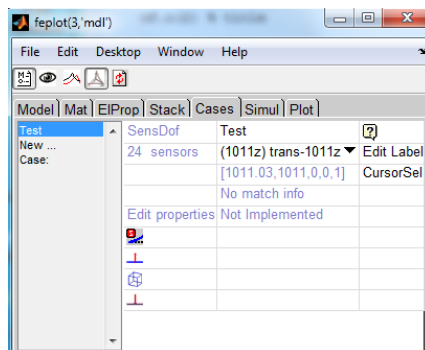 feplot(3,'mdl')
File Edit Desktop Window Help
Model Mat ElProp Stack Cases Simul Plot
Test
New ...
Case:
SensDof Test ?
24 sensors (1011z) trans-1011z Edit Label
[1011.03,1011,0,0,1] CursorSel
No match info
Edit properties Not Implemented